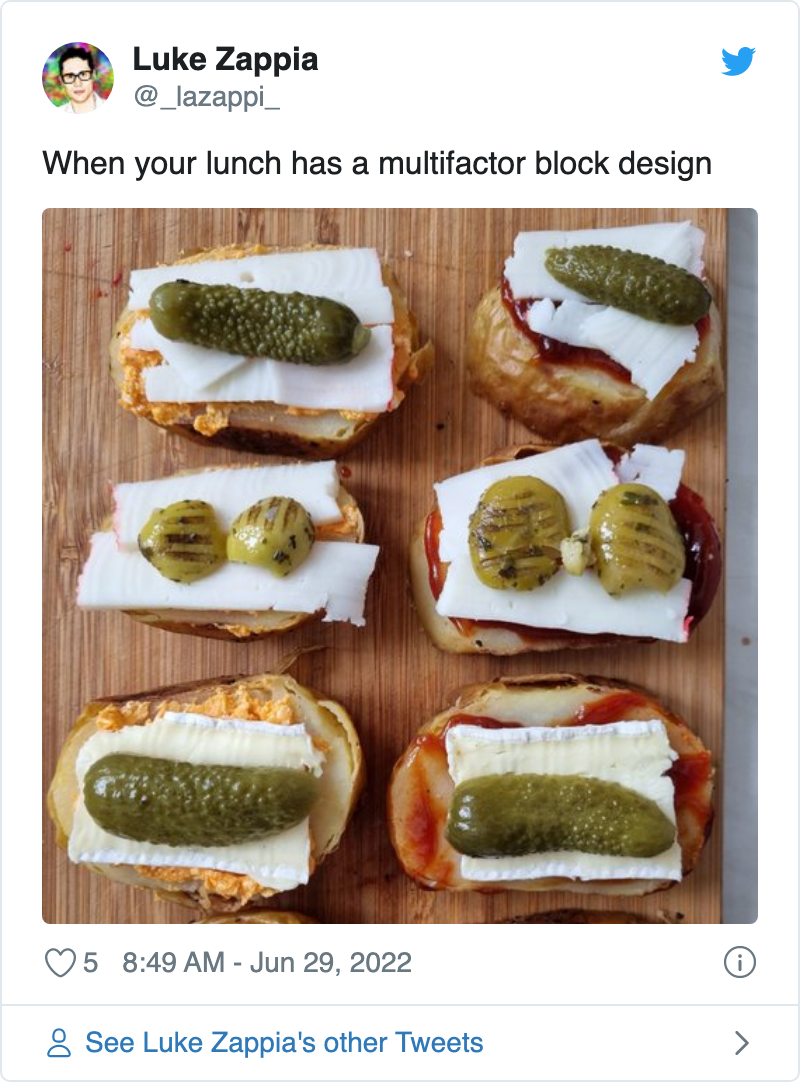 Luke Zappia
@_lazappi_
When your lunch has a multifactor block design
5 8:49 AM - Jun 29, 2022
See Luke Zappia's other Tweets